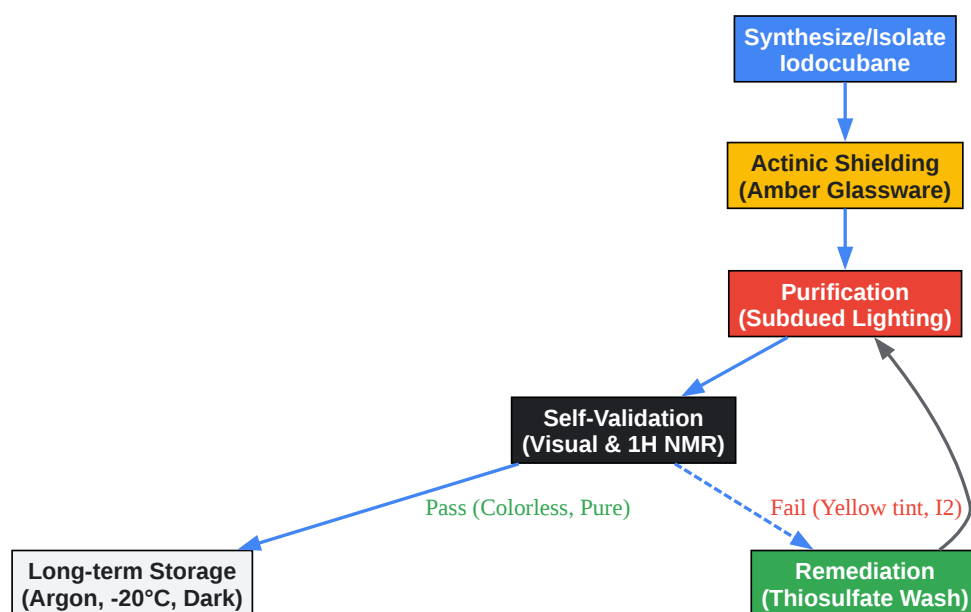 Synthesize/Isolate
Iodocubane
Actinic Shielding
(Amber Glassware)
Purification
(Subdued Lighting)
Self-Validation
(Visual & 1H NMR)
Pass (Colorless, Pure)
Fail (Yellow tint, I2)
Long-term Storage
(Argon, -20°C, Dark)
Remediation
(Thiosulfate Wash)